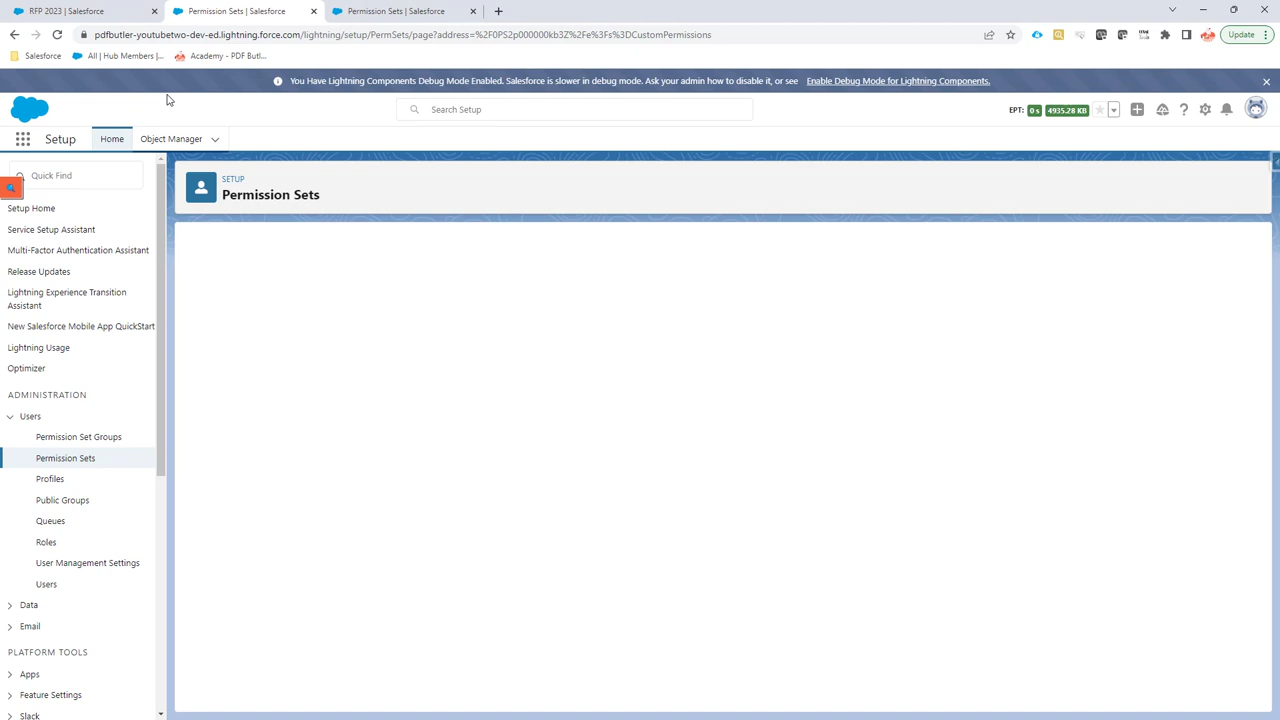 RFP 2023 | Salesforce
Permission Sets | Salesforce
Permission Sets | Salesforce
pdfbutler-youtubetwo-dev-ed.lightning.force.com/lightning/setup/PermSets/page?address=%2F0PS2p000000kb3Z%2Fe%3Fs%3DCustomPermissions
Update
Salesforce
All | Hub Members |...
Academy - PDF Butl...
You Have Lightning Components Debug Mode Enabled. Salesforce is slower in debug mode. Ask your admin how to disable it, or see Enable Debug Mode for Lightning Components.
Search Setup
EPT: 0 s 4935.28 KB
Setup
Home
Object Manager
Quick Find
SETUP
Permission Sets
Setup Home
Service Setup Assistant
Multi-Factor Authentication Assistant
Release Updates
Lightning Experience Transition
Assistant
New Salesforce Mobile App QuickStart
Lightning Usage
Optimizer
ADMINISTRATION
Users
Permission Set Groups
Permission Sets
Profiles
Public Groups
Queues
Roles
User Management Settings
Users
Data
Email
PLATFORM TOOLS
Apps
Feature Settings
Slack